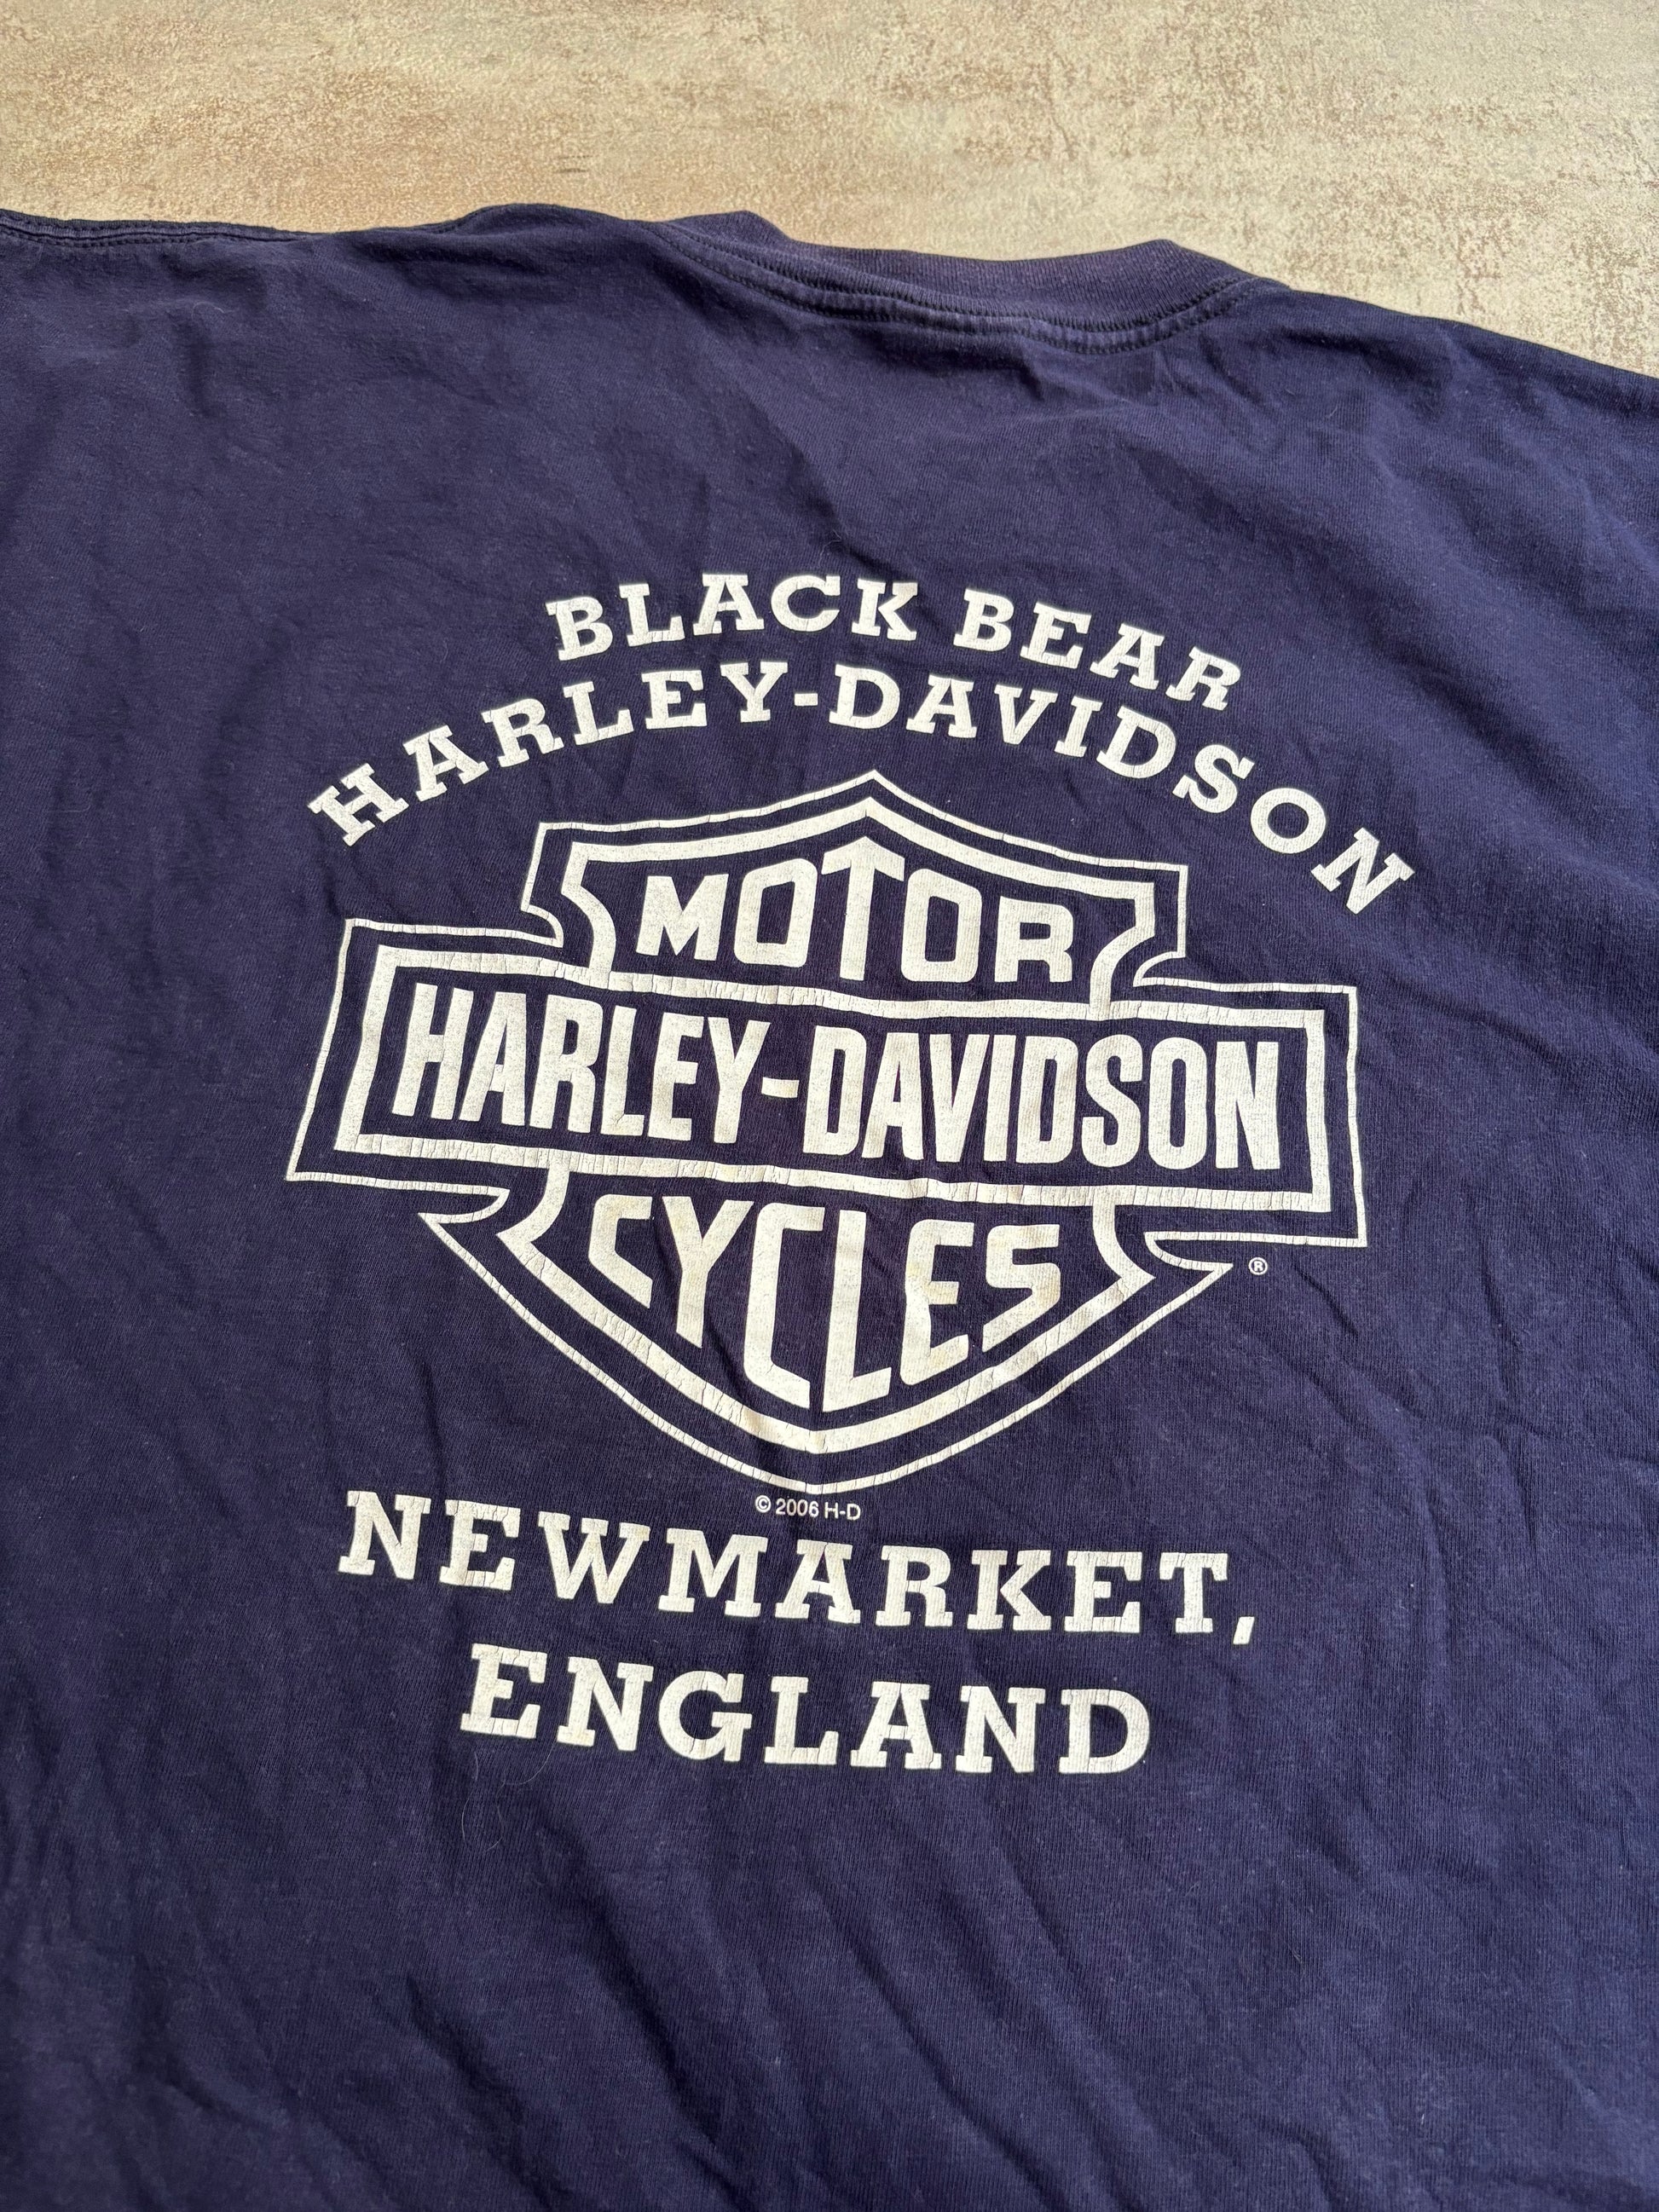 BLACK BEAR
HARLEY-DAVIDSON
MOTOR
HARLEY-DAVIDSON
CYCLES
®
© 2006 H-D
NEWMARKET,
ENGLAND